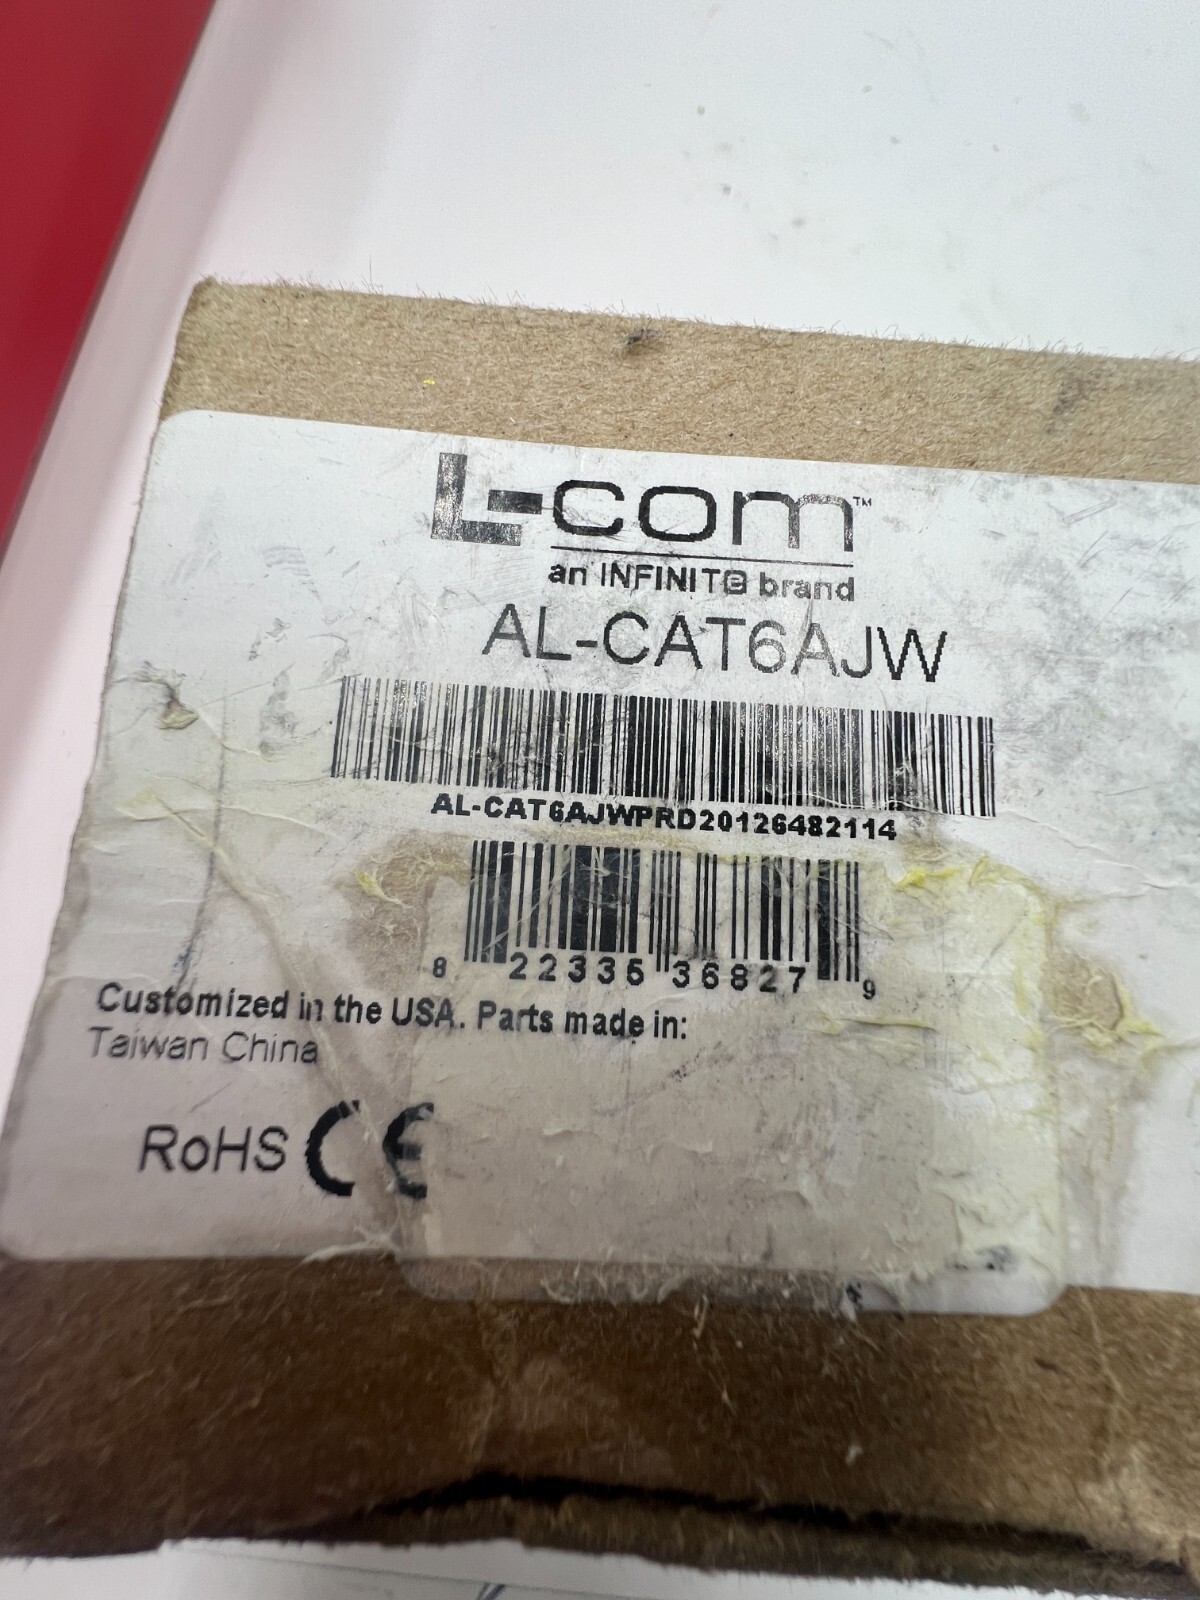 L-com™
an INFINITe brand
AL-CAT6AJW
AL-CAT6AJWPRD20126482114
8 22335 36827 9
Customized in the USA. Parts made in:
Taiwan China
RoHS CE